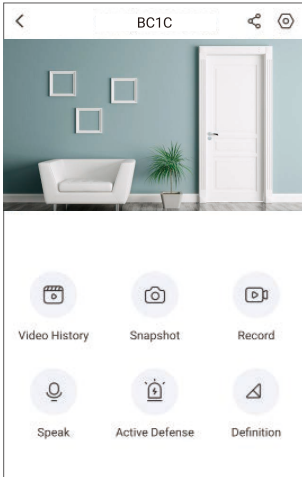 BC1C
Video History
Snapshot
Record
Speak
Active Defense
Definition